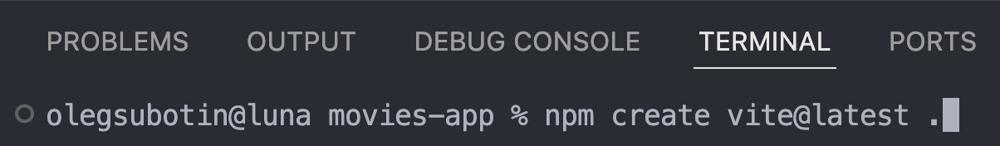 PROBLEMS OUTPUT DEBUG CONSOLE TERMINAL PORTS
olegsubotin@luna movies-app % npm create vite@latest .